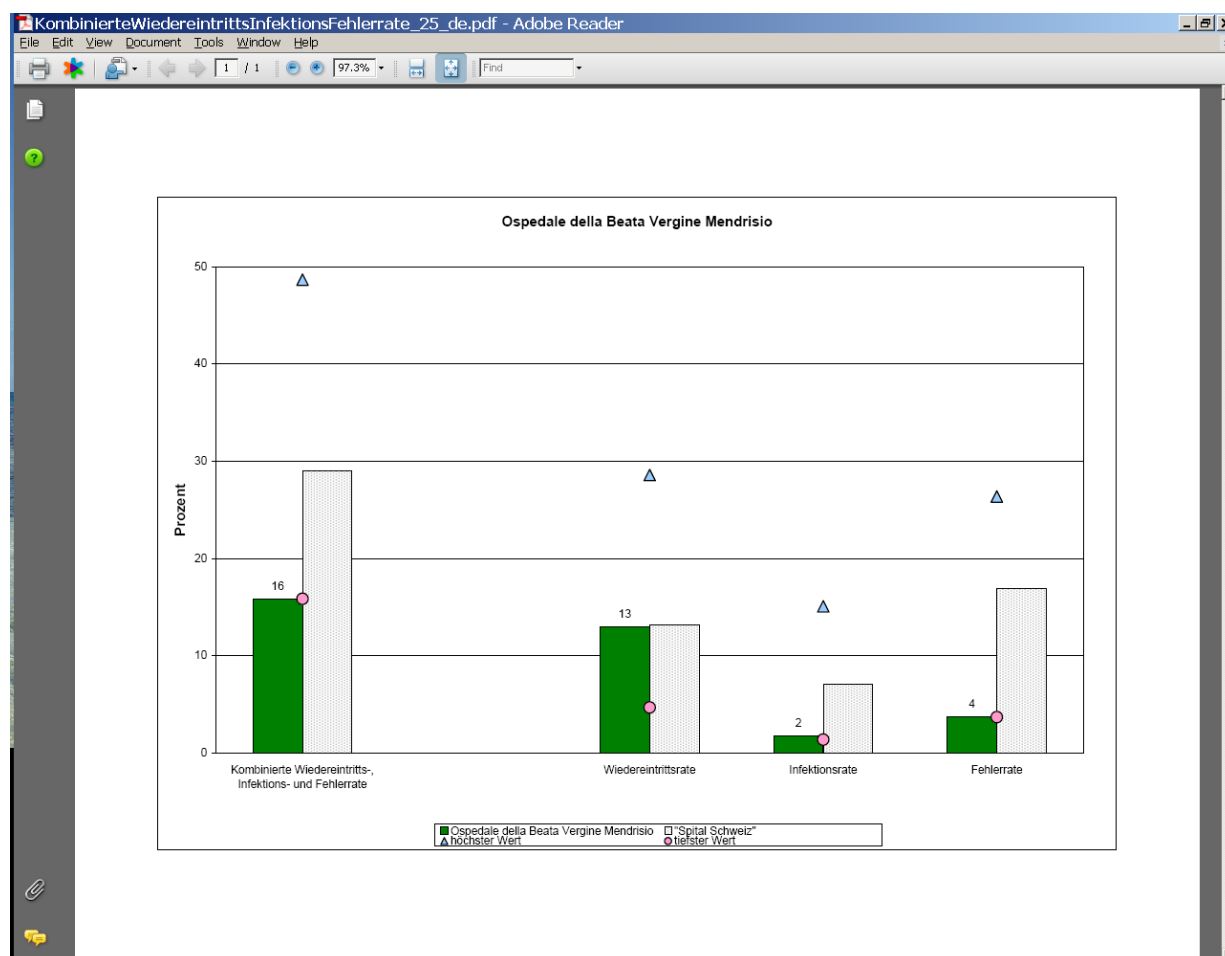 KombinierteWiedereintrittsInfektionsFehlerrate_25_de.pdf - Adobe Reader
File Edit View Document Tools Window Help
1 / 1 97.3% Find
Ospedale della Beata Vergine Mendrisio
Prozent
50
40
30
20
10
0
16
13
2
4
Kombinierte Wiedereintritts-,
Infektions- und Fehlerrate
Wiedereintrittsrate
Infektionsrate
Fehlerrate
Ospedale della Beata Vergine Mendrisio "Spital Schweiz"
höchster Wert tiefster Wert